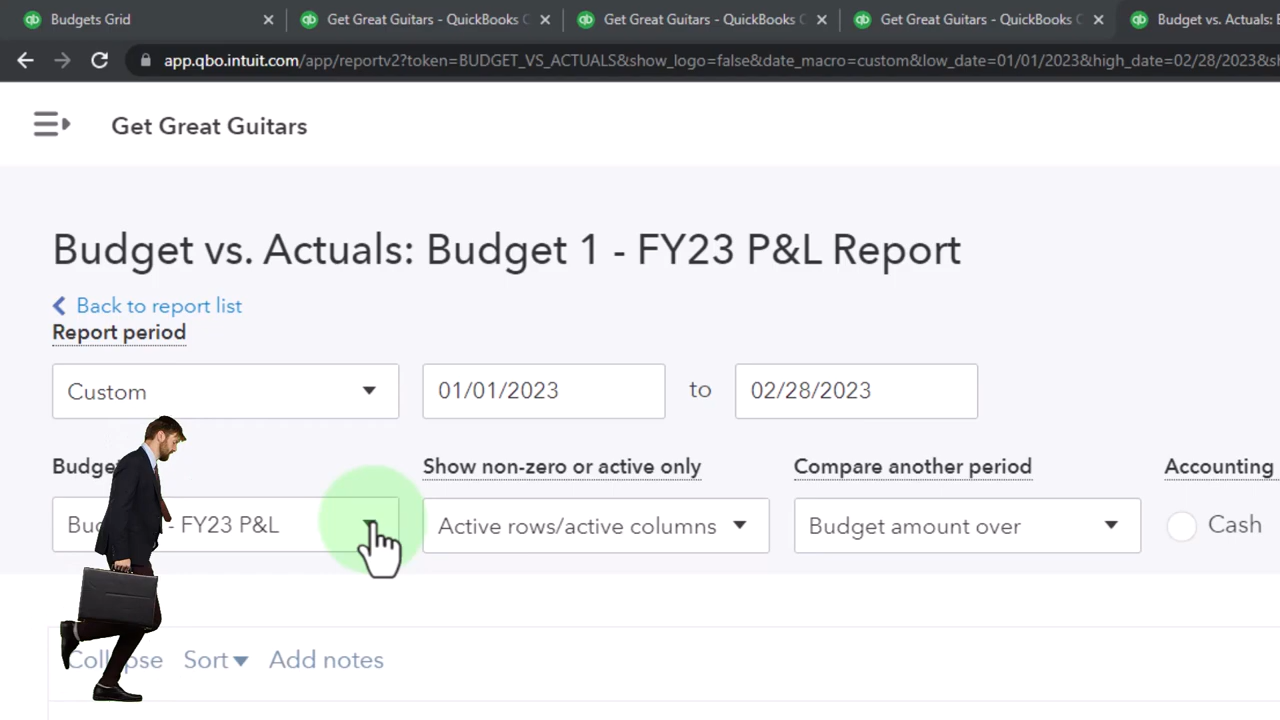 Budgets Grid
Get Great Guitars - QuickBooks
Get Great Guitars - QuickBooks
Get Great Guitars - QuickBooks
Budget vs. Actuals:
app.qbo.intuit.com/app/reportv2?token=BUDGET_VS_ACTUALS&show_logo=false&date_macro=custom&low_date=01/01/2023&high_date=02/28/2023&s
Get Great Guitars
Budget vs. Actuals: Budget 1 - FY23 P&L Report
Back to report list
Report period
Custom
01/01/2023
to
02/28/2023
Budge
Show non-zero or active only
Compare another period
Accounting
- FY23 P&L
Active rows/active columns
Budget amount over
Cash
Collapse
Sort
Add notes